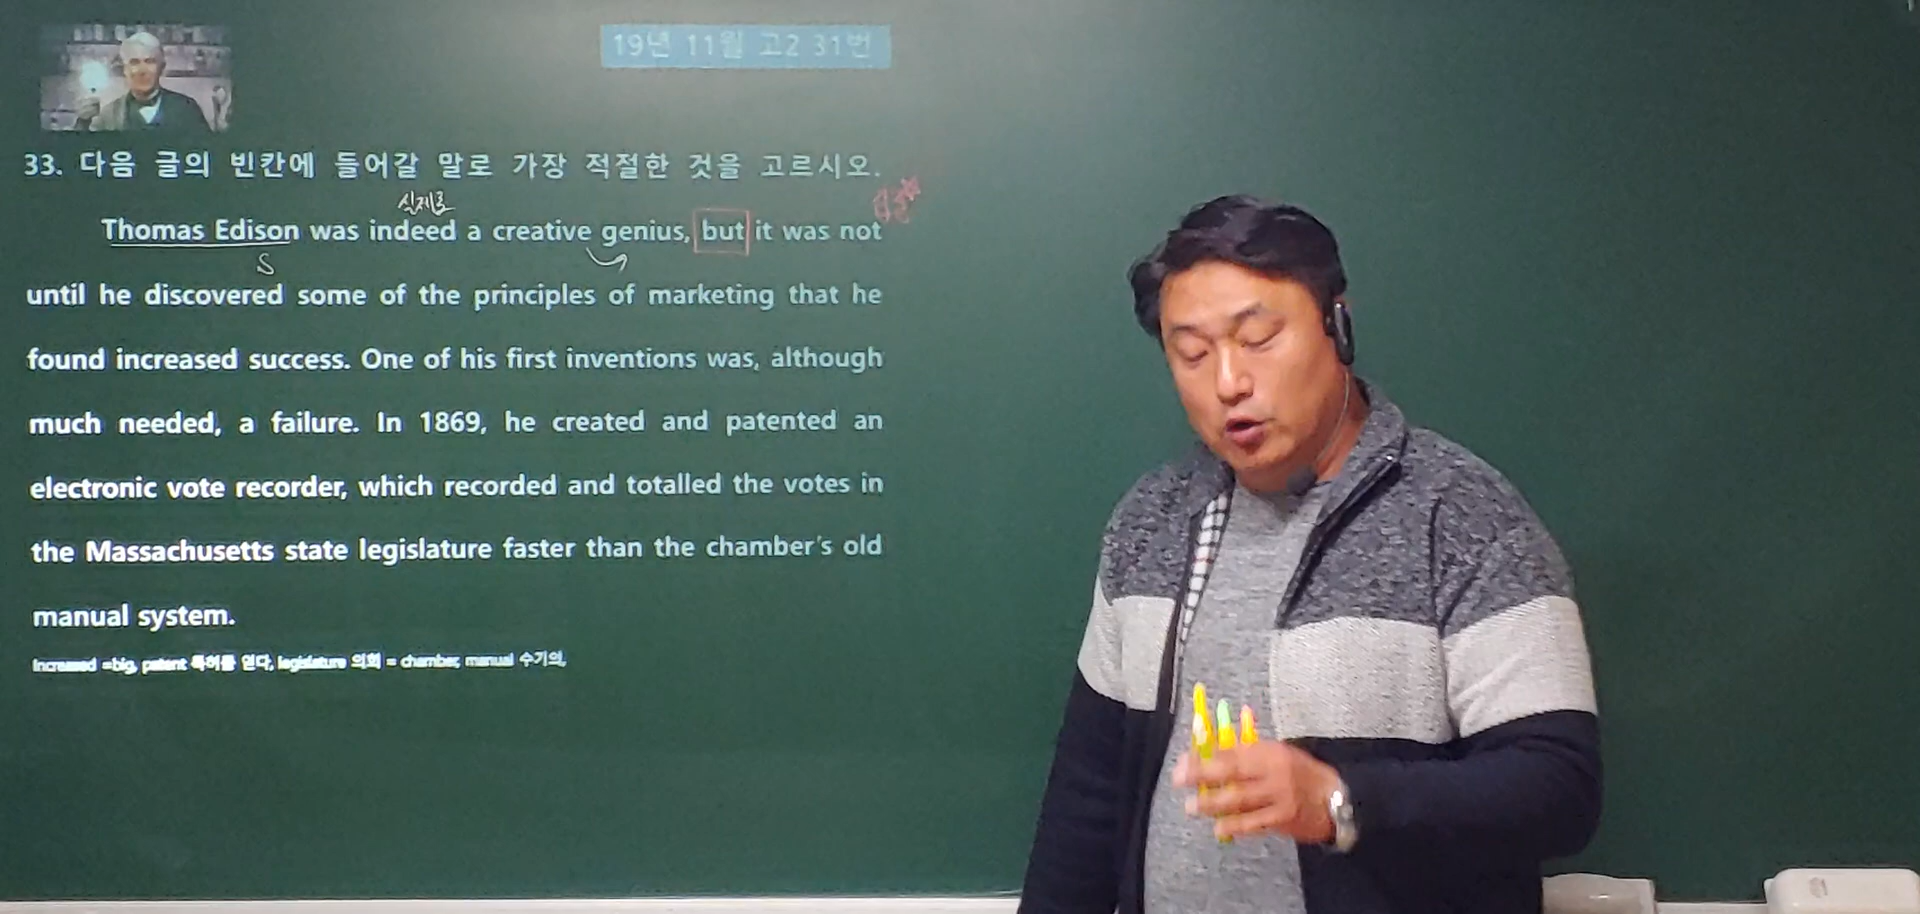 19년 11월 고2 31번
33. 다음 글의 빈칸에 들어갈 말로 가장 적절한 것을 고르시오.
실제로
Thomas Edison was indeed a creative genius, but it was not
S
until he discovered some of the principles of marketing that he
found increased success. One of his first inventions was, although
much needed, a failure. In 1869, he created and patented an
electronic vote recorder, which recorded and totalled the votes in
the Massachusetts state legislature faster than the chamber's old
manual system.
Increased =big, patent 특허를 얻다, legislature 의회 = chamber, manual 수기의,